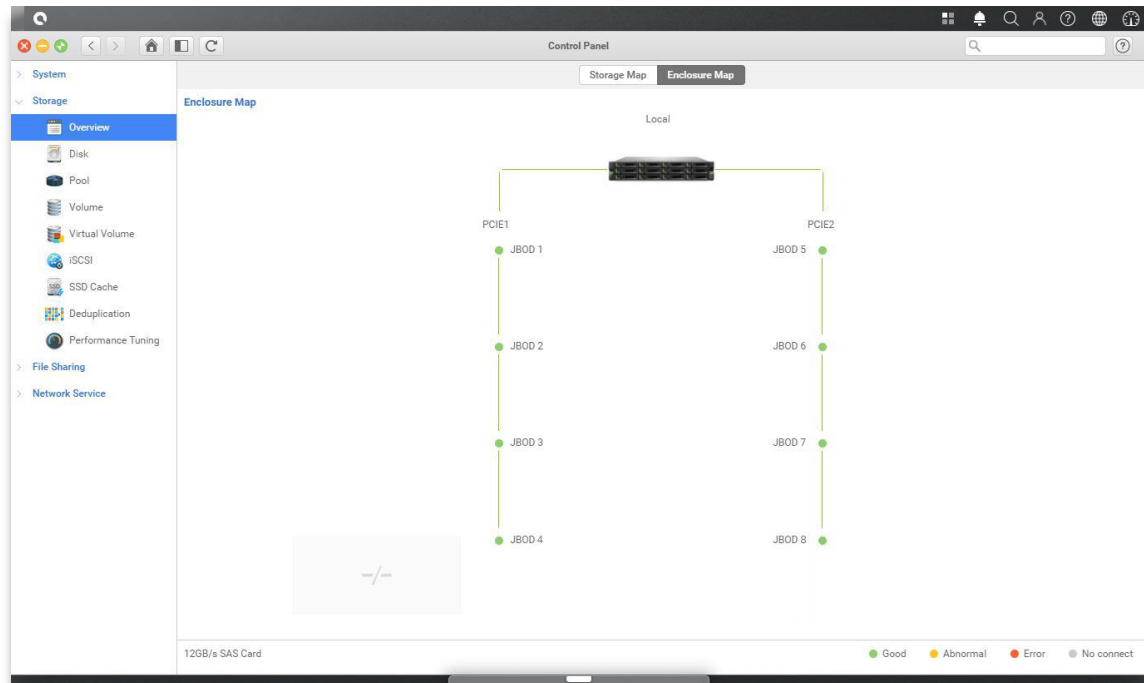 Control Panel
System
Storage
Overview
Disk
Pool
Volume
Virtual Volume
iSCSI
SSD Cache
Deduplication
Performance Tuning
File Sharing
Network Service
Storage Map Enclosure Map
Enclosure Map
Local
PCIE1 PCIE2
JBOD 1 JBOD 5
JBOD 2 JBOD 6
JBOD 3 JBOD 7
JBOD 4 JBOD 8
-/-
12GB/s SAS Card
Good Abnormal Error No connect